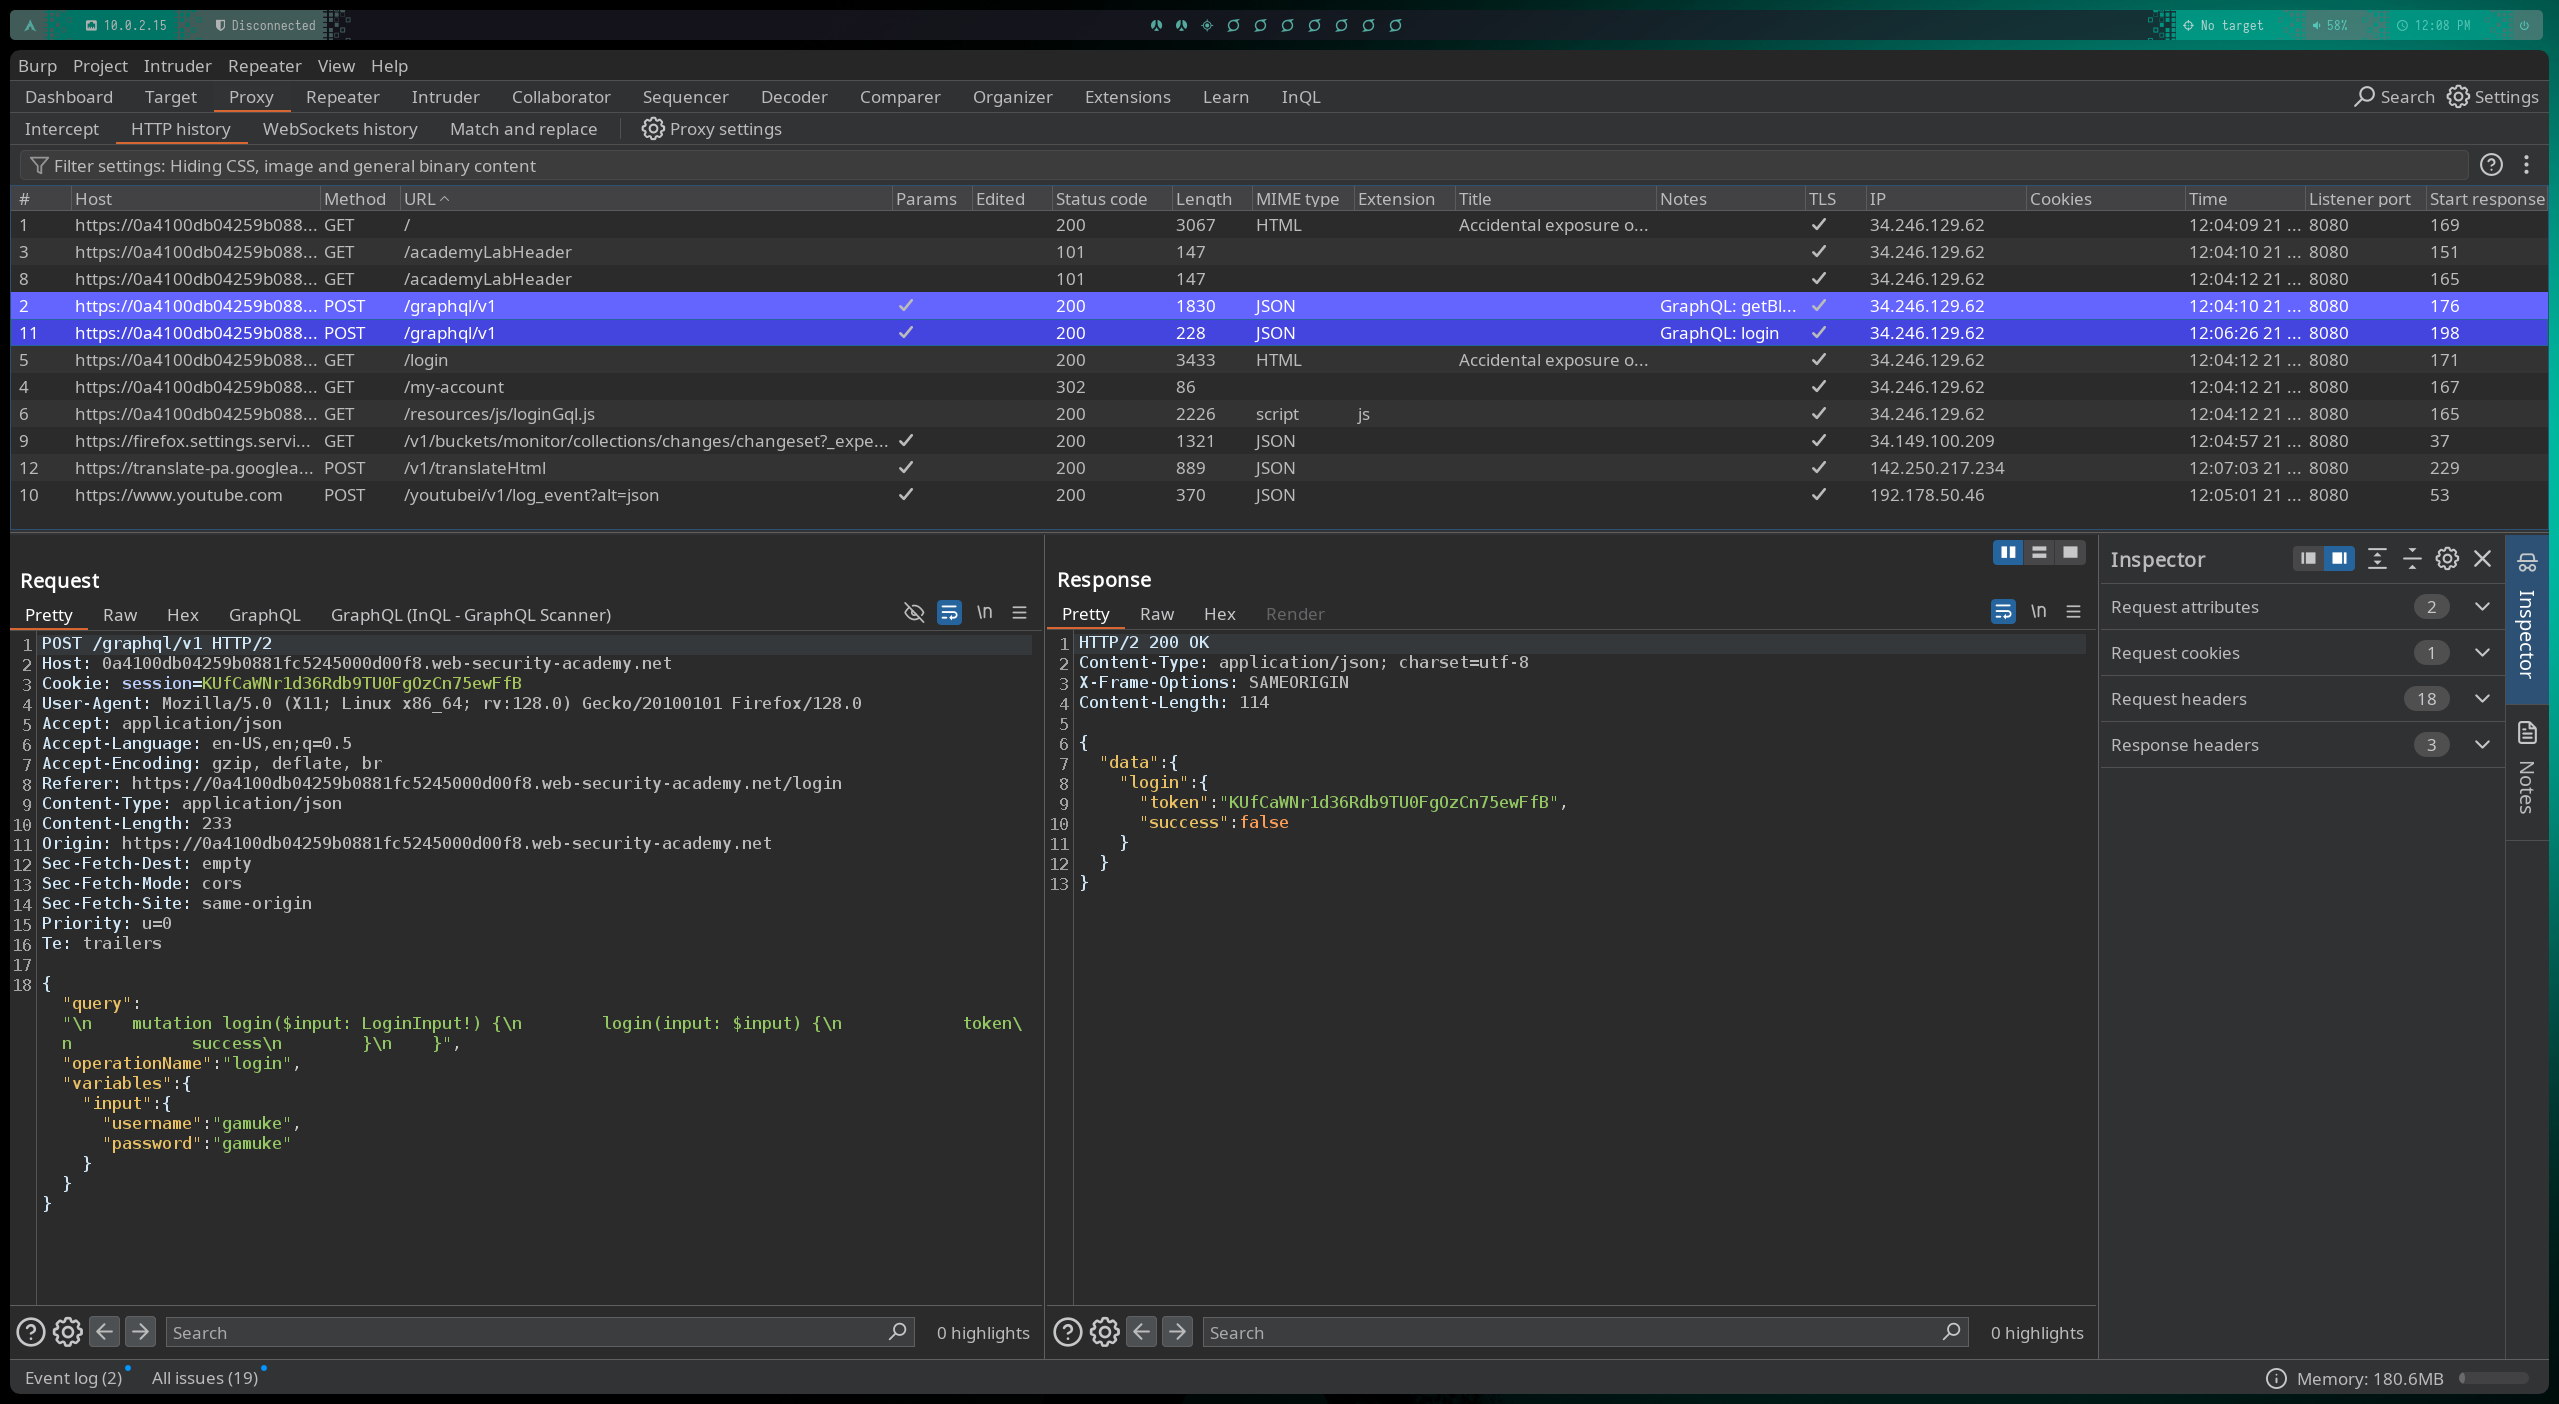 10.0.2.15 Disconnected No target 58% 12:08 PM
Burp Project Intruder Repeater View Help
Dashboard Target Proxy Repeater Intruder Collaborator Sequencer Decoder Comparer Organizer Extensions Learn InQL Search Settings
Intercept HTTP history WebSockets history Match and replace Proxy settings
Filter settings: Hiding CSS, image and general binary content
# Host Method URL Params Edited Status code Length MIME type Extension Title Notes TLS IP Cookies Time Listener port Start response
1 https://0a4100db04259b088... GET / 200 3067 HTML Accidental exposure o... 34.246.129.62 12:04:09 21 ... 8080 169
3 https://0a4100db04259b088... GET /academyLabHeader 101 147 34.246.129.62 12:04:10 21 ... 8080 151
8 https://0a4100db04259b088... GET /academyLabHeader 101 147 34.246.129.62 12:04:12 21 ... 8080 165
2 https://0a4100db04259b088... POST /graphql/v1 200 1830 JSON GraphQL: getBl... 34.246.129.62 12:04:10 21 ... 8080 176
11 https://0a4100db04259b088... POST /graphql/v1 200 228 JSON GraphQL: login 34.246.129.62 12:06:26 21 ... 8080 198
5 https://0a4100db04259b088... GET /login 200 3433 HTML Accidental exposure o... 34.246.129.62 12:04:12 21 ... 8080 171
4 https://0a4100db04259b088... GET /my-account 302 86 34.246.129.62 12:04:12 21 ... 8080 167
6 https://0a4100db04259b088... GET /resources/js/loginGql.js 200 2226 script js 34.246.129.62 12:04:12 21 ... 8080 165
9 https://firefox.settings.servi... GET /v1/buckets/monitor/collections/changes/changeset?_expe... 200 1321 JSON 34.149.100.209 12:04:57 21 ... 8080 37
12 https://translate-pa.googlea... POST /v1/translateHtml 200 889 JSON 142.250.217.234 12:07:03 21 ... 8080 229
10 https://www.youtube.com POST /youtubei/v1/log_event?alt=json 200 370 JSON 192.178.50.46 12:05:01 21 ... 8080 53
Request
Pretty Raw Hex GraphQL GraphQL (InQL - GraphQL Scanner) \n
1 POST /graphql/v1 HTTP/2
2 Host: 0a4100db04259b0881fc5245000d00f8.web-security-academy.net
3 Cookie: session=KUfCaWNr1d36Rdb9TU0FgOzCn75ewFfB
4 User-Agent: Mozilla/5.0 (X11; Linux x86_64; rv:128.0) Gecko/20100101 Firefox/128.0
5 Accept: application/json
6 Accept-Language: en-US,en;q=0.5
7 Accept-Encoding: gzip, deflate, br
8 Referer: https://0a4100db04259b0881fc5245000d00f8.web-security-academy.net/login
9 Content-Type: application/json
10 Content-Length: 233
11 Origin: https://0a4100db04259b0881fc5245000d00f8.web-security-academy.net
12 Sec-Fetch-Dest: empty
13 Sec-Fetch-Mode: cors
14 Sec-Fetch-Site: same-origin
15 Priority: u=0
16 Te: trailers
17
18 {
"query":
"\n    mutation login($input: LoginInput!) {\n        login(input: $input) {\n            token\
n            success\n        }\n    }",
"operationName":"login",
"variables":{
"input":{
"username":"gamuke",
"password":"gamuke"
}
}
}
Response
Pretty Raw Hex Render \n
1 HTTP/2 200 OK
2 Content-Type: application/json; charset=utf-8
3 X-Frame-Options: SAMEORIGIN
4 Content-Length: 114
5
6 {
7 "data":{
8 "login":{
9 "token":"KUfCaWNr1d36Rdb9TU0FgOzCn75ewFfB",
10 "success":false
11 }
12 }
13 }
Inspector
Request attributes 2
Request cookies 1
Request headers 18
Response headers 3
Inspector
Notes
Search 0 highlights
Search 0 highlights
Event log (2) All issues (19) Memory: 180.6MB